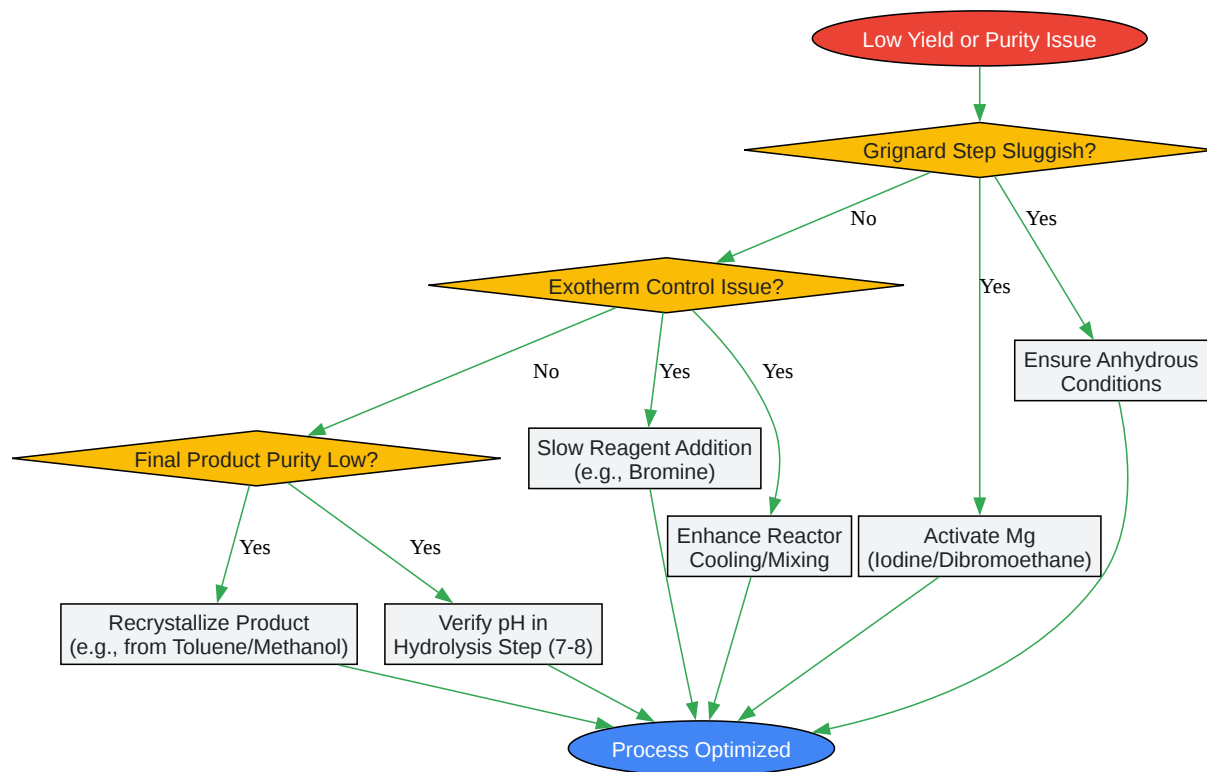 Low Yield or Purity Issue
Grignard Step Sluggish?
No
Yes
Exotherm Control Issue?
Yes
Ensure Anhydrous
Conditions
No
Yes
Yes
Slow Reagent Addition
(e.g., Bromine)
Final Product Purity Low?
Enhance Reactor
Cooling/Mixing
Activate Mg
(Iodine/Dibromoethane)
Yes
Yes
Recrystallize Product
(e.g., from Toluene/Methanol)
Verify pH in
Hydrolysis Step (7-8)
Process Optimized